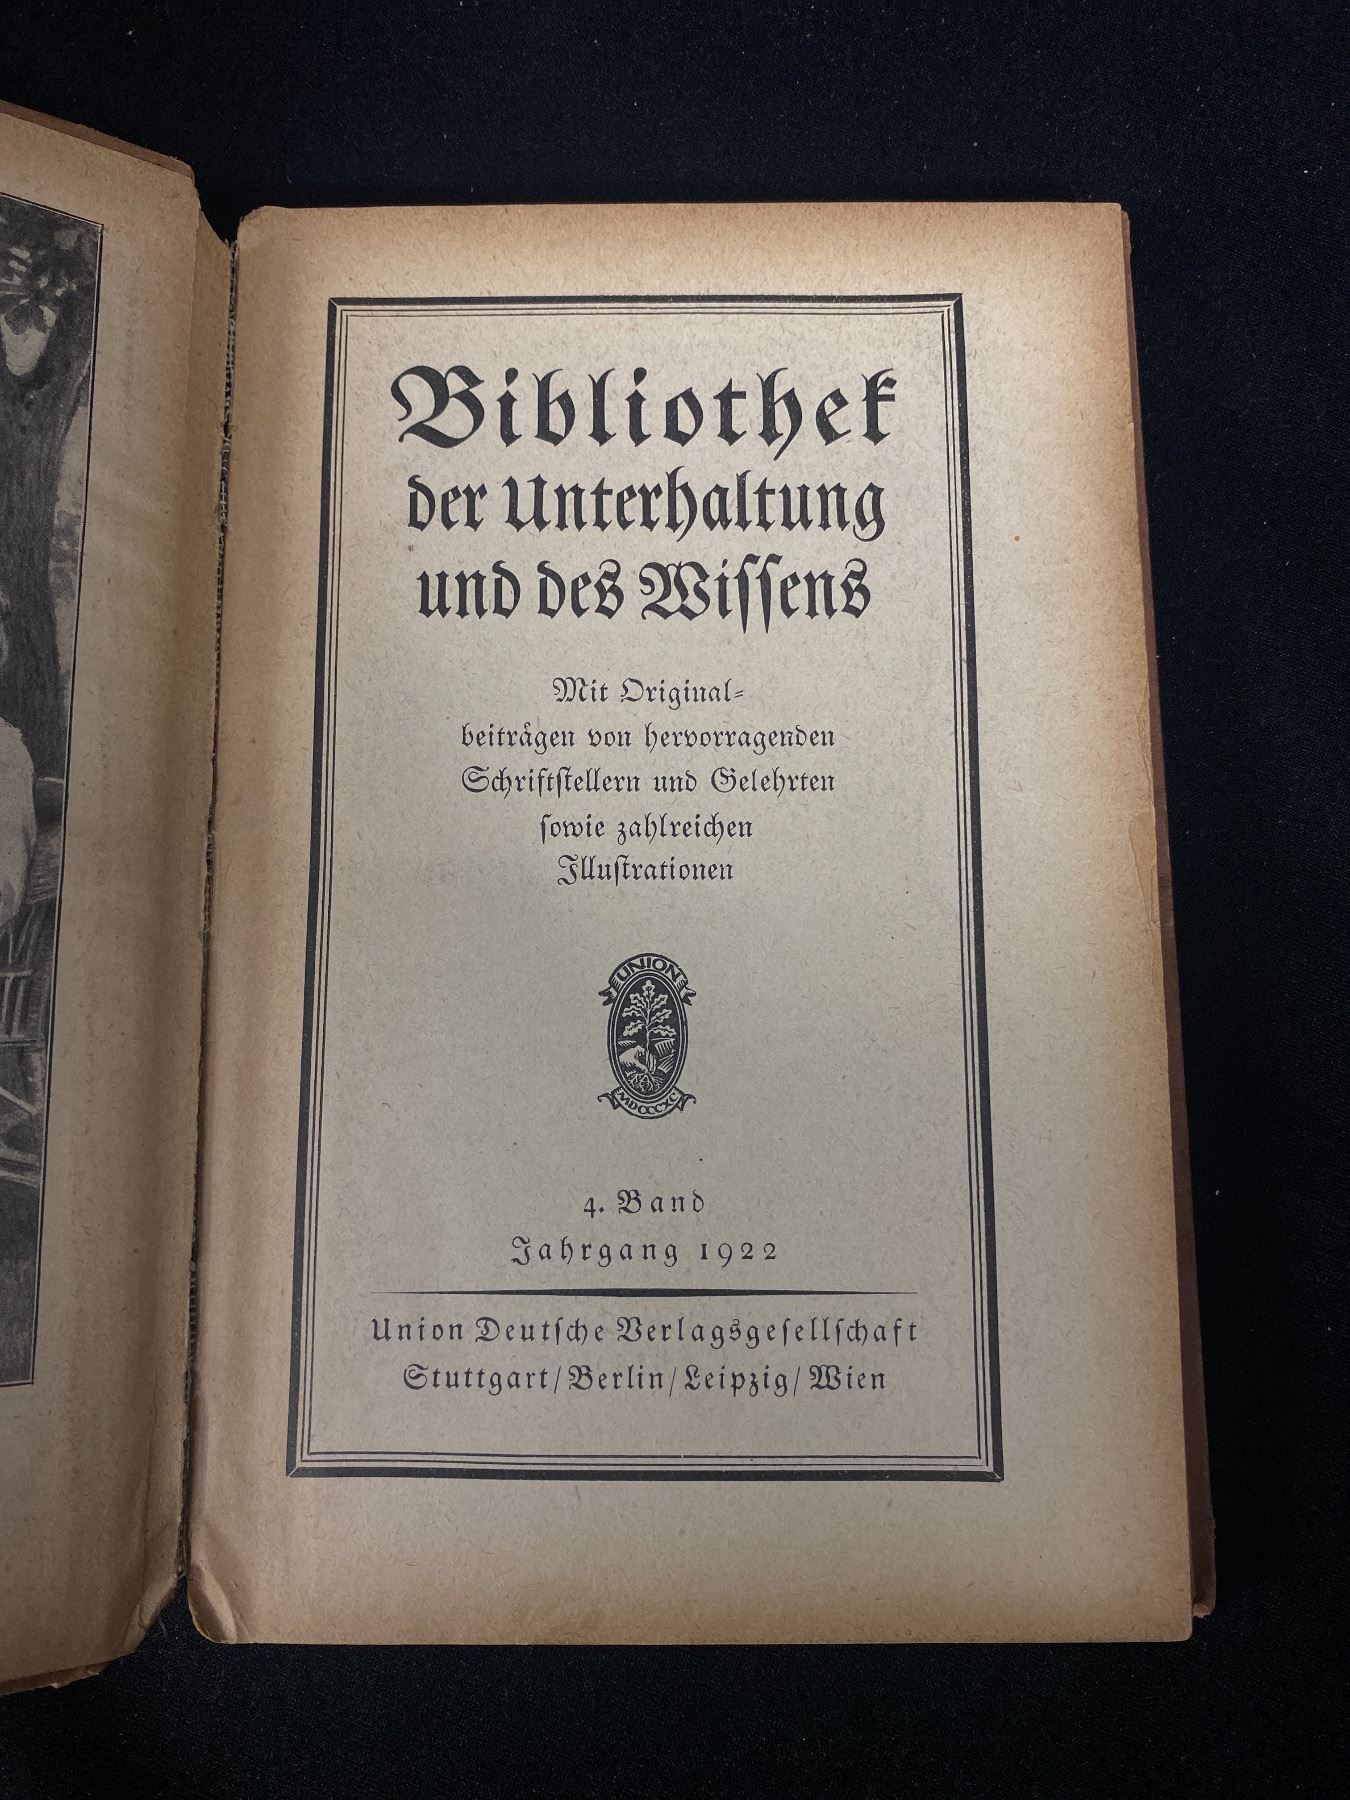 Bibliothek
der Unterhaltung
und des Wiſſens
Mit Original-
beiträgen von hervorragenden
Schriftſtellern und Gelehrten
ſowie zahlreichen
Illuſtrationen
UNION
MDCCCXC
4. Band
Jahrgang 1922
Union Deutſche Verlagsgeſellſchaft
Stuttgart/Berlin/Leipzig/Wien